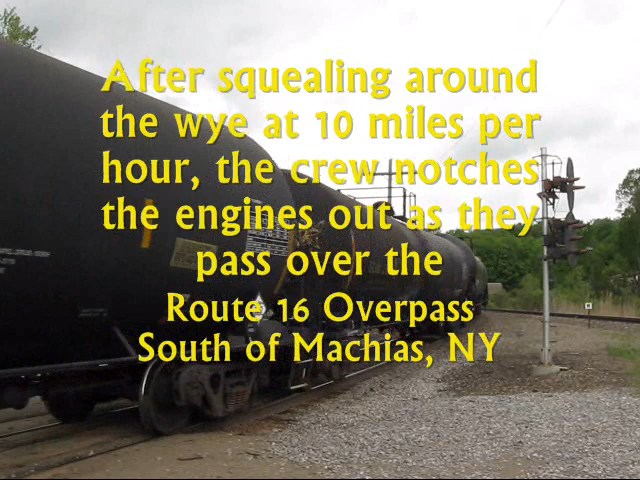 After squealing around
the wye at 10 miles per
hour, the crew notches
the engines out as they
pass over the
Route 16 Overpass
South of Machias, NY